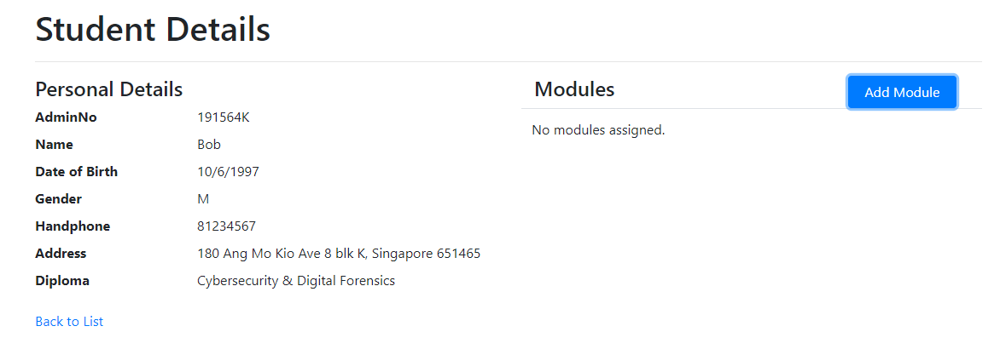 Student Details
Personal Details
AdminNo 191564K
Name Bob
Date of Birth 10/6/1997
Gender M
Handphone 81234567
Address 180 Ang Mo Kio Ave 8 blk K, Singapore 651465
Diploma Cybersecurity & Digital Forensics
Back to List
Modules
Add Module
No modules assigned.